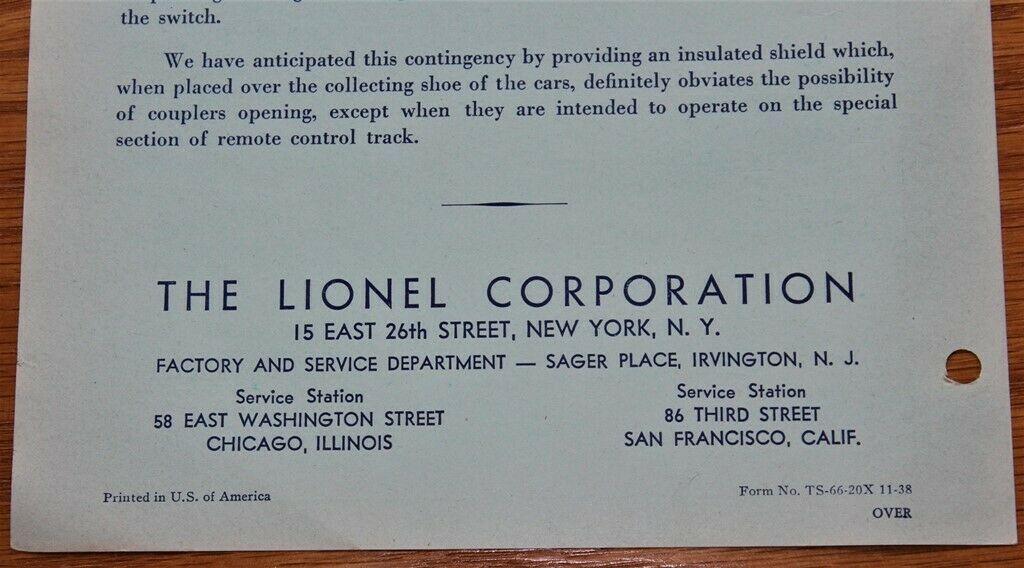 the switch.
We have anticipated this contingency by providing an insulated shield which,
when placed over the collecting shoe of the cars, definitely obviates the possibility
of couplers opening, except when they are intended to operate on the special
section of remote control track.
THE LIONEL CORPORATION
15 EAST 26th STREET, NEW YORK, N. Y.
FACTORY AND SERVICE DEPARTMENT — SAGER PLACE, IRVINGTON, N. J.
Service Station
58 EAST WASHINGTON STREET
CHICAGO, ILLINOIS
Service Station
86 THIRD STREET
SAN FRANCISCO, CALIF.
Printed in U.S. of America
Form No. TS-66-20X 11-38
OVER